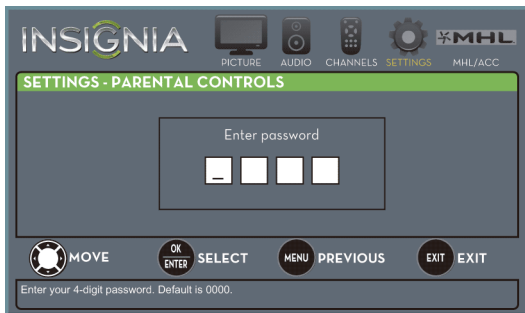 INSIGNIA
PICTURE AUDIO CHANNELS SETTINGS MHL/ACC
MHL
SETTINGS - PARENTAL CONTROLS
Enter password
_
MOVE OK ENTER SELECT MENU PREVIOUS EXIT EXIT
Enter your 4-digit password. Default is 0000.